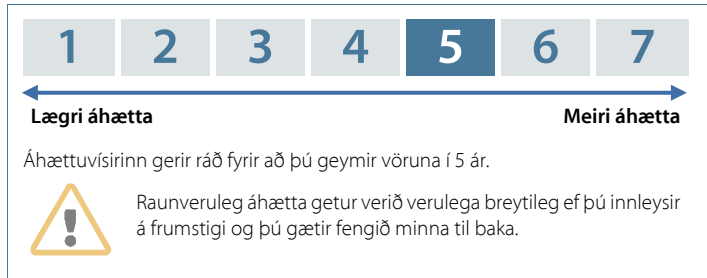 1 2 3 4 5 6 7
Lægri áhætta Meiri áhætta
Áhættuvísirinn gerir ráð fyrir að þú geymir vöruna í 5 ár.
Raunveruleg áhætta getur verið verulega breytileg ef þú innleysir
á frumstigi og þú gætir fengið minna til baka.